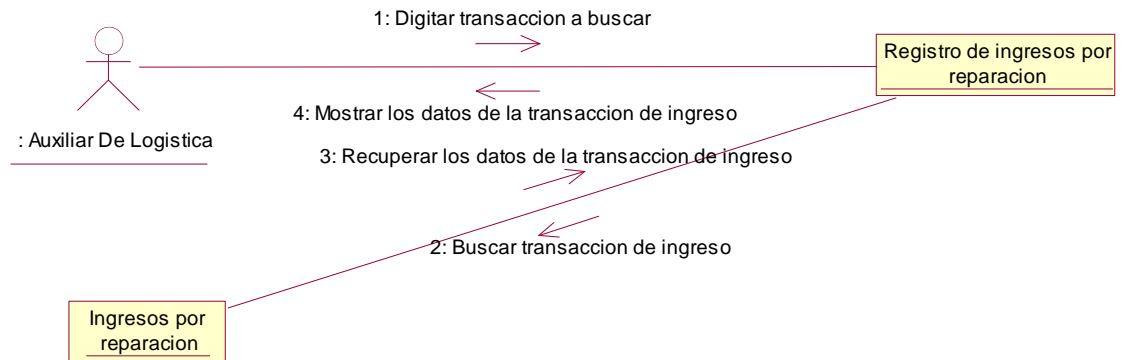 1: Digitar transaccion a buscar
Registro de ingresos por
reparacion
4: Mostrar los datos de la transaccion de ingreso
: Auxiliar De Logistica
3: Recuperar los datos de la transaccion de ingreso
2: Buscar transaccion de ingreso
Ingresos por
reparacion